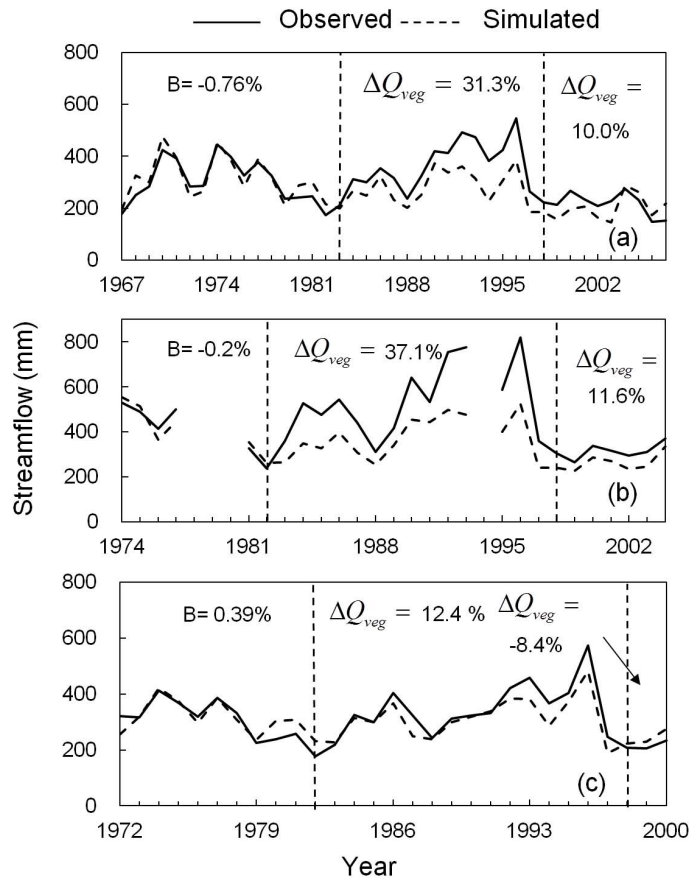 Observed Simulated
Streamflow (mm)
800
600
400
200
0
B= -0.76%
ΔQveg = 31.3%
ΔQveg =
10.0%
(a)
1967 1974 1981 1988 1995 2002
800
600
400
200
0
B= -0.2%
ΔQveg = 37.1%
ΔQveg =
11.6%
(b)
1974 1981 1988 1995 2002
800
600
400
200
0
B= 0.39%
ΔQveg = 12.4 %
ΔQveg =
-8.4%
(c)
1972 1979 1986 1993 2000
Year